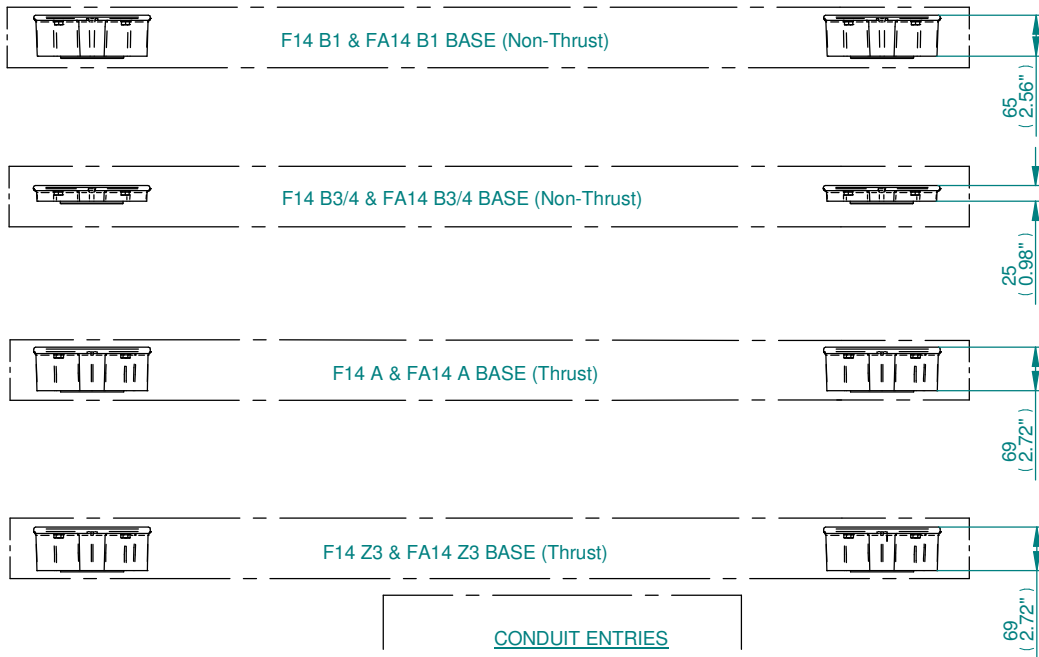 F14 B1 & FA14 B1 BASE (Non-Thrust)
65
( 2.56" )
F14 B3/4 & FA14 B3/4 BASE (Non-Thrust)
25
( 0.98" )
F14 A & FA14 A BASE (Thrust)
69
( 2.72" )
F14 Z3 & FA14 Z3 BASE (Thrust)
69
( 2.72" )
CONDUIT ENTRIES